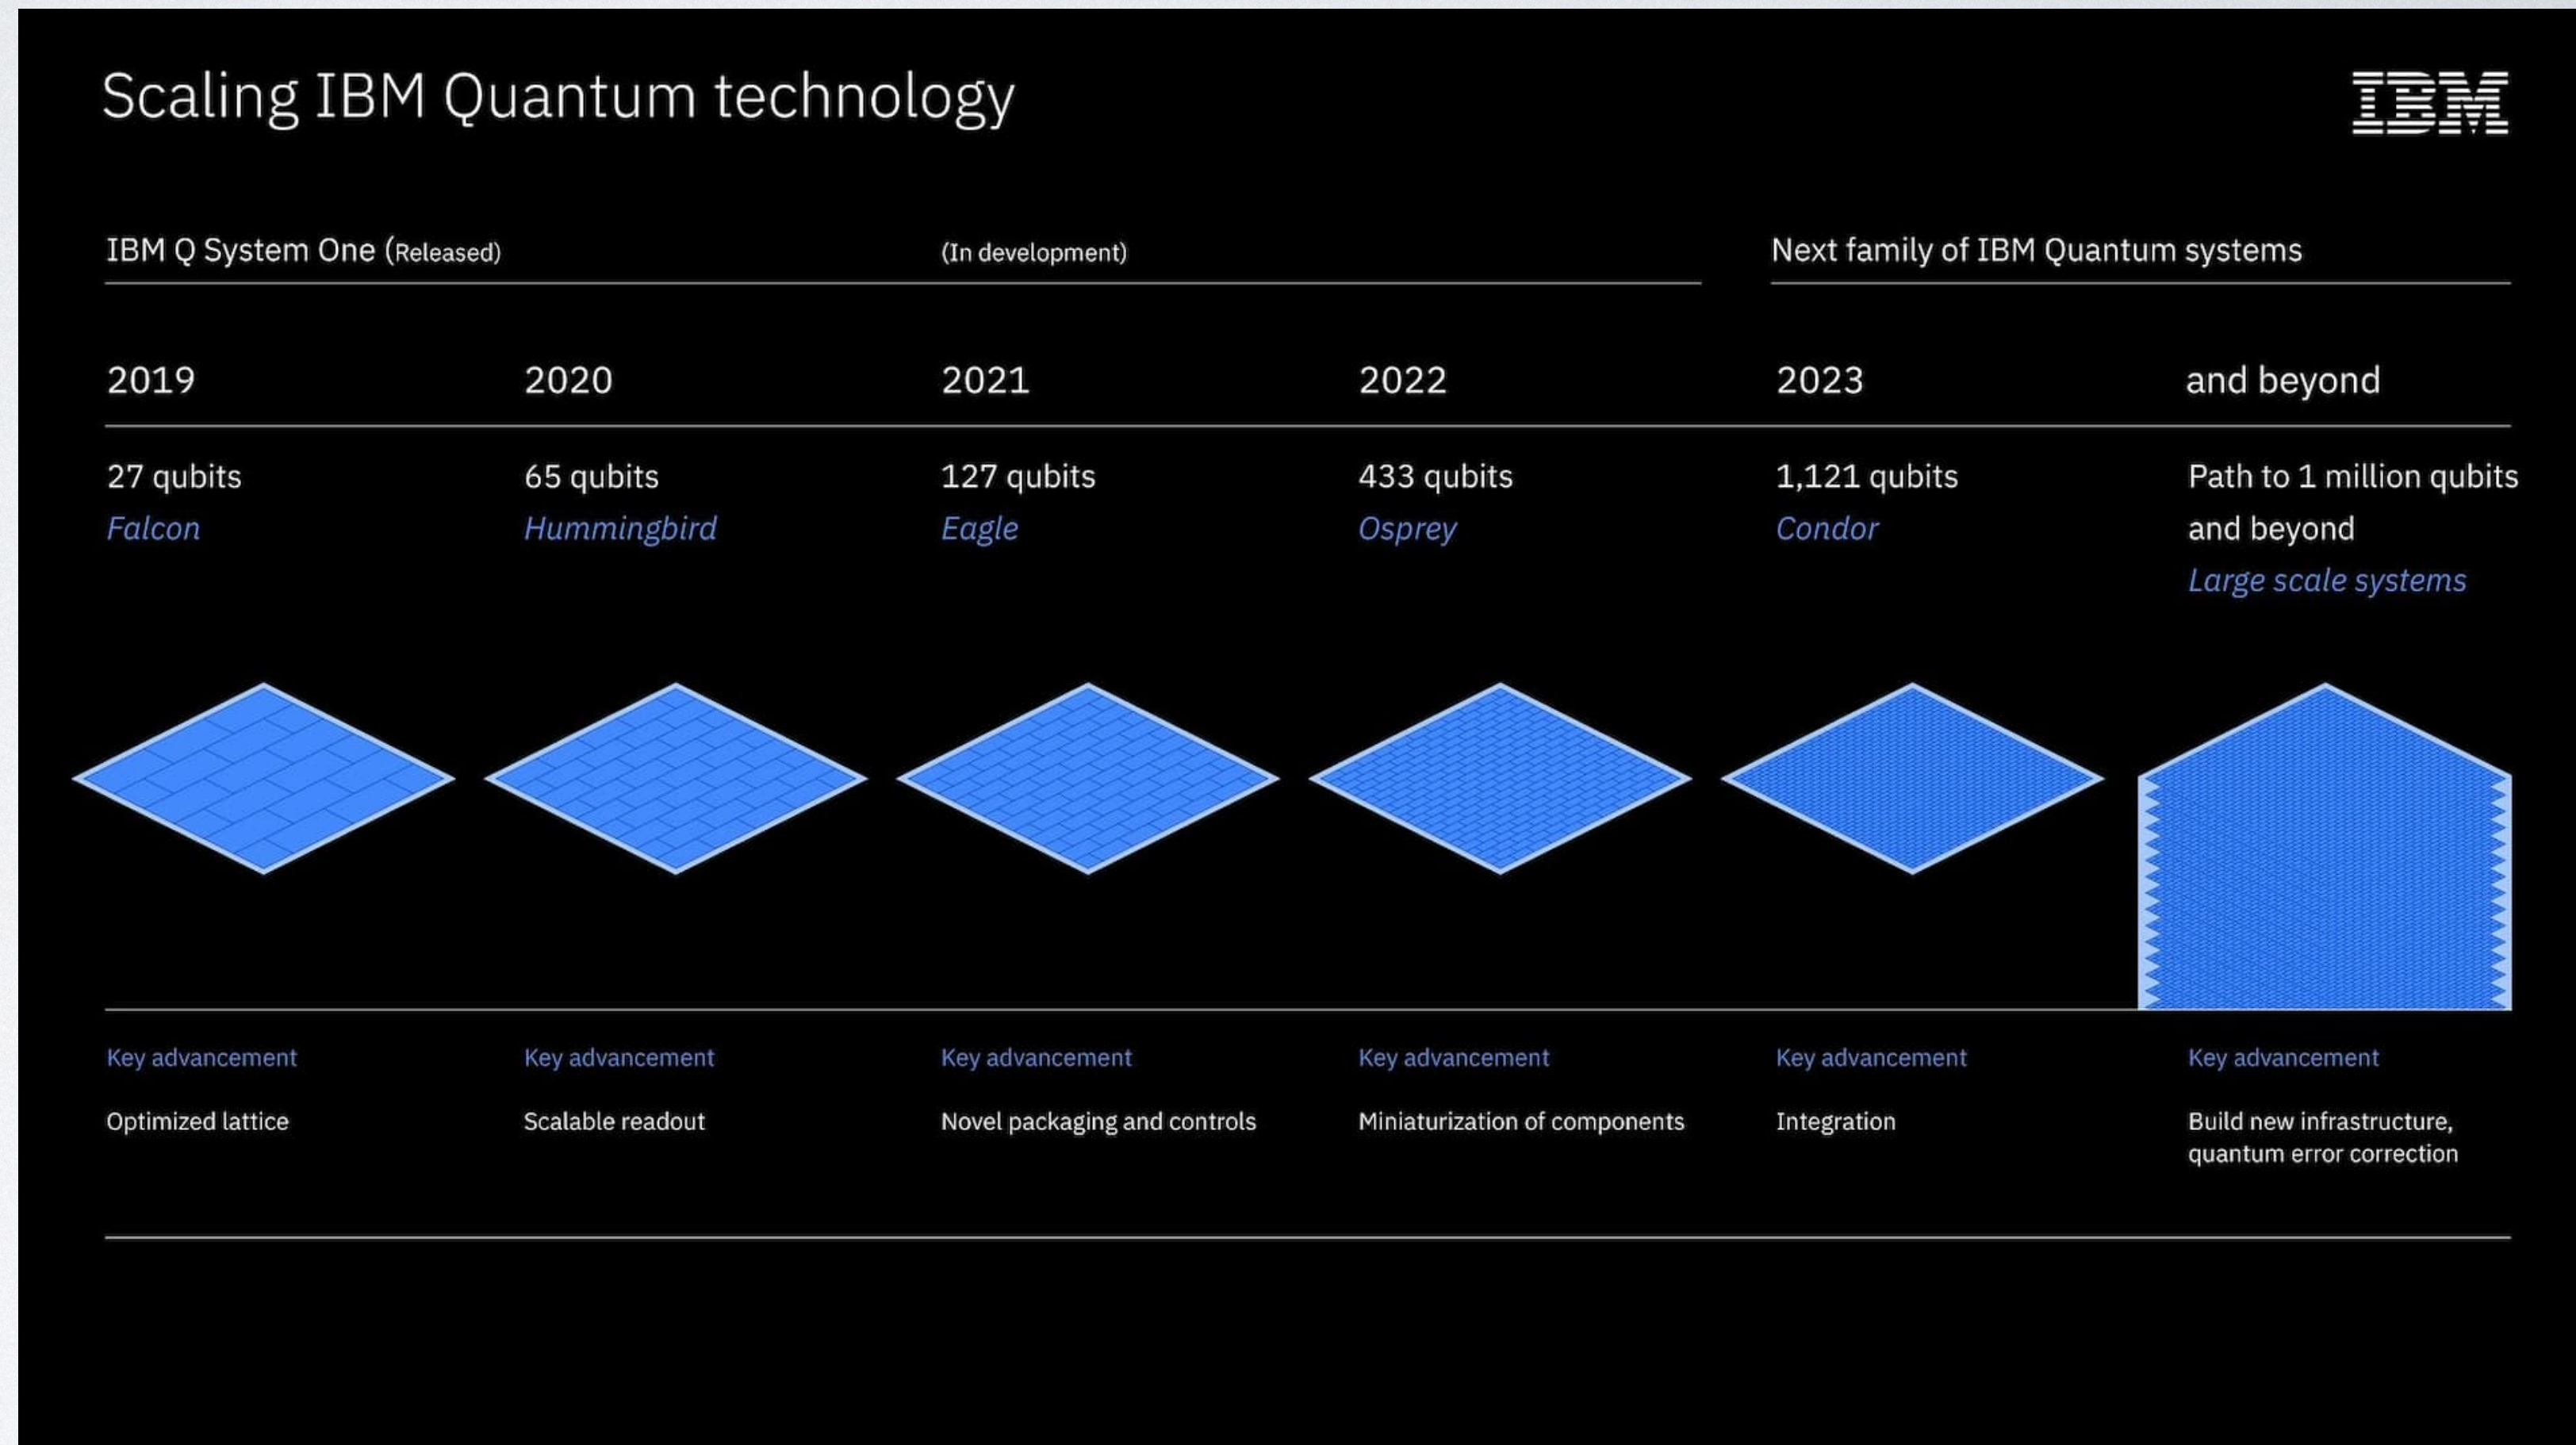 Scaling IBM Quantum technology
IBM
IBM Q System One (Released)
(In development)
Next family of IBM Quantum systems
2019
2020
2021
2022
2023
and beyond
27 qubits
Falcon
65 qubits
Hummingbird
127 qubits
Eagle
433 qubits
Osprey
1,121 qubits
Condor
Path to 1 million qubits
and beyond
Large scale systems
Key advancement
Optimized lattice
Key advancement
Scalable readout
Key advancement
Novel packaging and controls
Key advancement
Miniaturization of components
Key advancement
Integration
Key advancement
Build new infrastructure,
quantum error correction